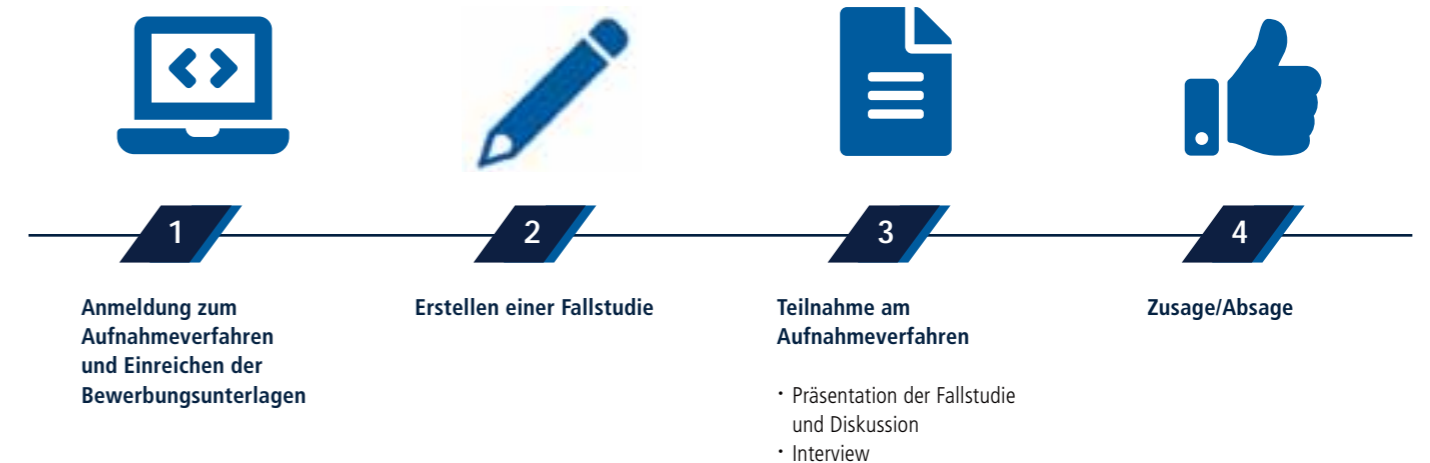 1
Anmeldung zum
Aufnahmeverfahren
und Einreichen der
Bewerbungsunterlagen
2
Erstellen einer Fallstudie
3
Teilnahme am
Aufnahmeverfahren
· Präsentation der Fallstudie
und Diskussion
· Interview
4
Zusage/Absage